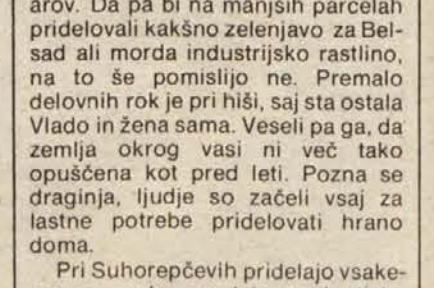 arov. Da pa bi na manjših parcelah
pridelovali kakšno zelenjavo za Bel-
sad ali morda industrijsko rastlino,
na to še pomislijo ne. Premalo
delovnih rok je pri hiši, saj sta ostala
Vlado in žena sama. Veseli pa ga, da
zemlja okrog vasi ni več tako
opuščena kot pred leti. Pozna se
draginja, ljudje so začeli vsaj za
lastne potrebe pridelovati hrano
doma.
Pri Suhorepčevih pridelajo vsake-